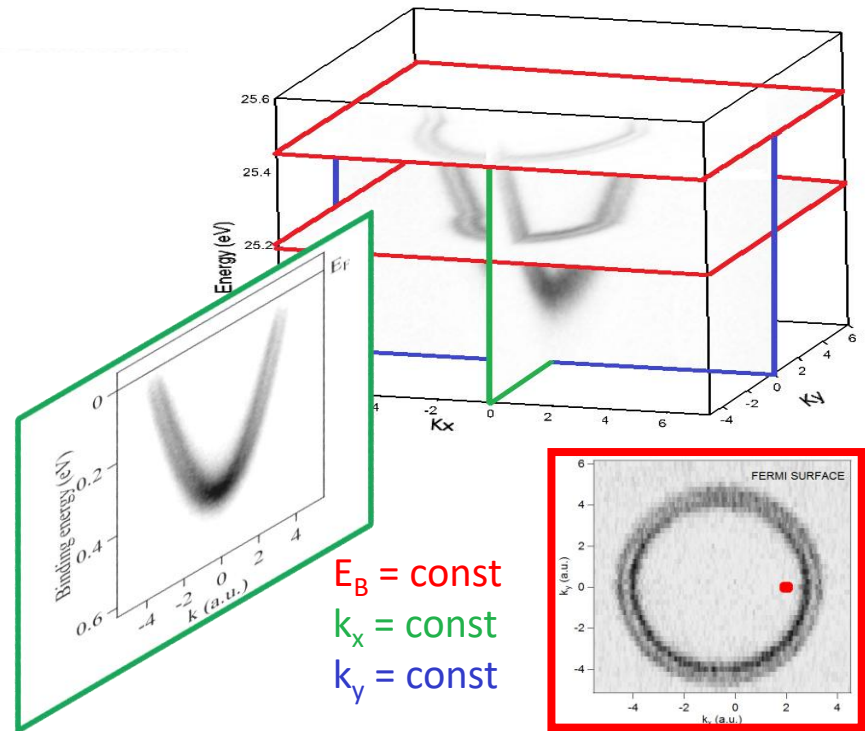 25.6
25.4
25.2
Energy (eV)
4
-2
0
2
4
6
Kx
-4
-2
0
2
4
6
Ky
EF
0
0.2
0.4
0.6
Binding energy (eV)
-4
-2
0
2
4
k (a.u.)
EB = const
kx = const
ky = const
FERMI SURFACE
6
4
2
0
-2
-4
ky (a.u.)
-4
-2
0
2
4
kx (a.u.)